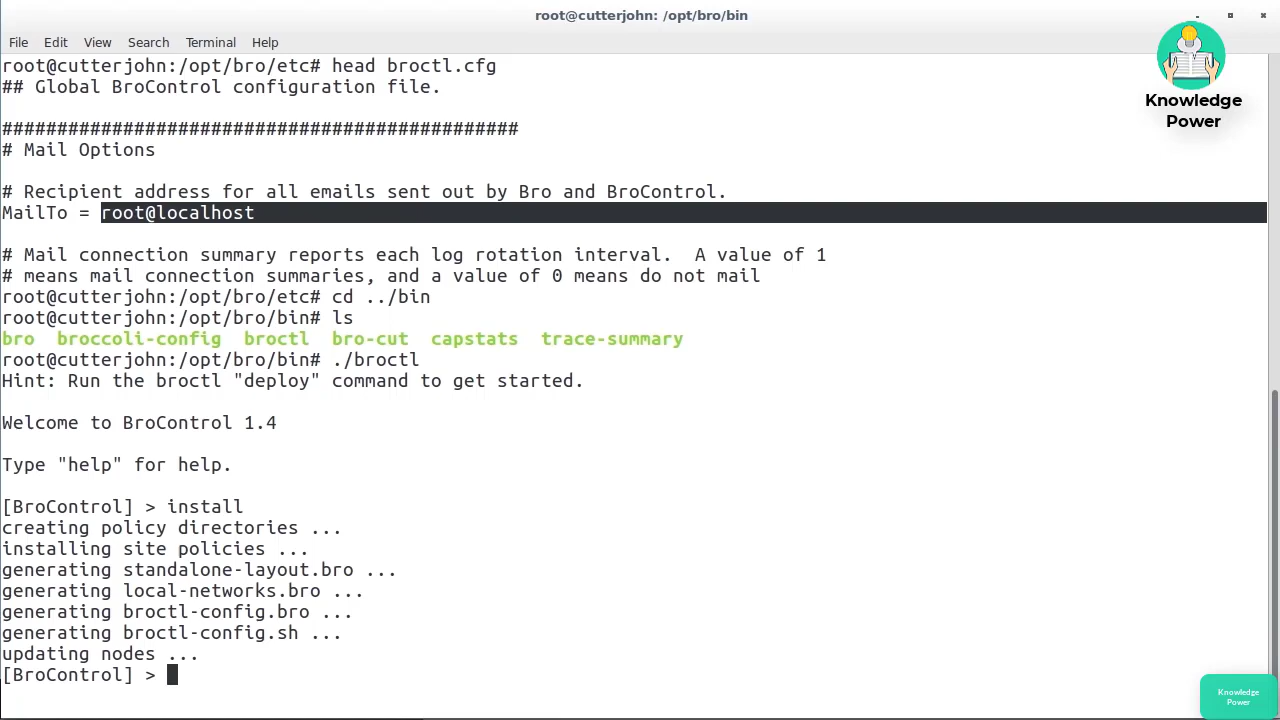 root@cutterjohn: /opt/bro/bin
File Edit View Search Terminal Help
root@cutterjohn:/opt/bro/etc# head broctl.cfg
## Global BroControl configuration file.
###############################################
# Mail Options
# Recipient address for all emails sent out by Bro and BroControl.
MailTo = root@localhost
# Mail connection summary reports each log rotation interval.  A value of 1
# means mail connection summaries, and a value of 0 means do not mail
root@cutterjohn:/opt/bro/etc# cd ../bin
root@cutterjohn:/opt/bro/bin# ls
bro  broccoli-config  broctl  bro-cut  capstats  trace-summary
root@cutterjohn:/opt/bro/bin# ./broctl
Hint: Run the broctl "deploy" command to get started.
Welcome to BroControl 1.4
Type "help" for help.
[BroControl] > install
creating policy directories ...
installing site policies ...
generating standalone-layout.bro ...
generating local-networks.bro ...
generating broctl-config.bro ...
generating broctl-config.sh ...
updating nodes ...
[BroControl] >
Knowledge
Power
Knowledge
Power